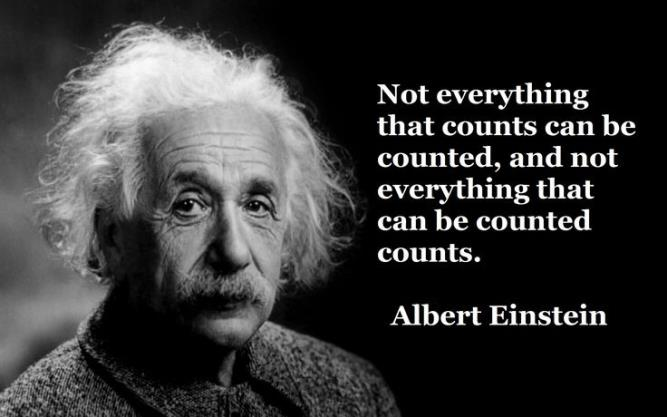 Not everything
that counts can be
counted, and not
everything that
can be counted
counts.
Albert Einstein